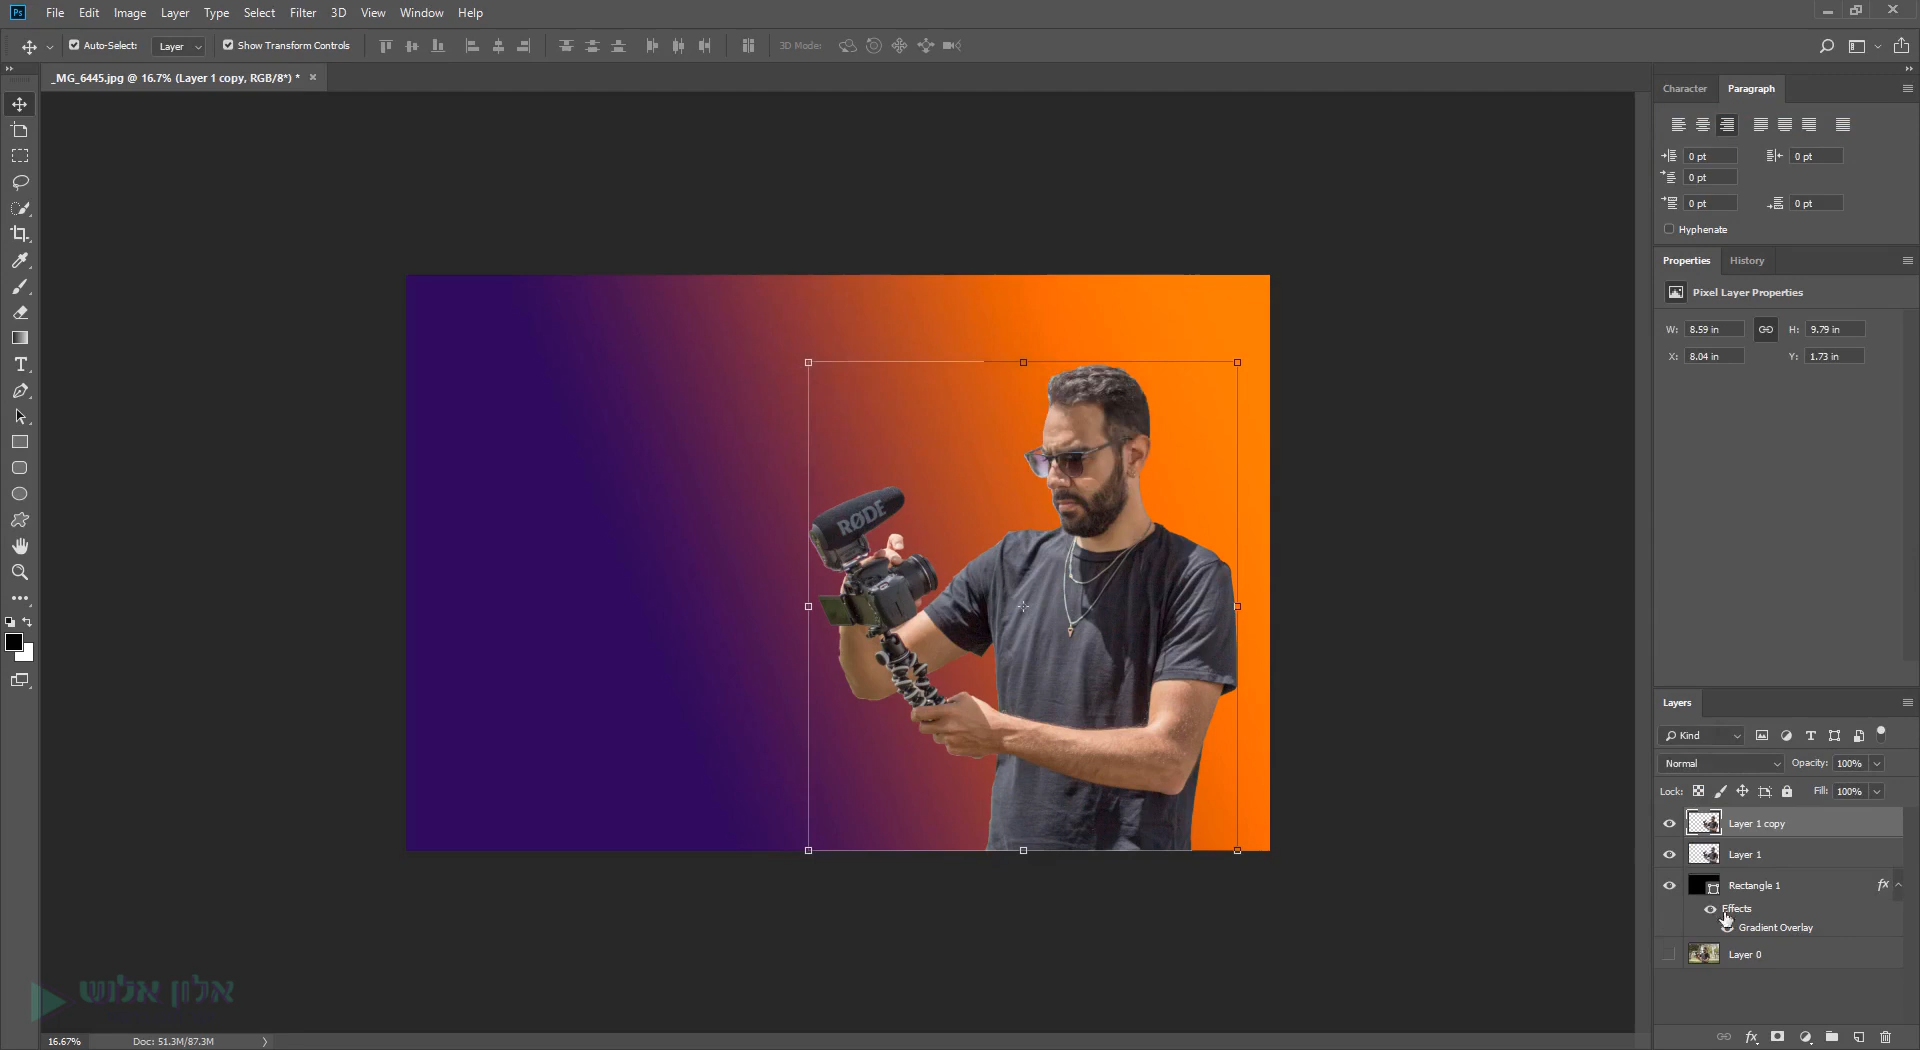 Ps File Edit Image Layer Type Select Filter 3D View Window Help
Auto-Select: Layer Show Transform Controls 3D Mode:
_MG_6445.jpg @ 16.7% (Layer 1 copy, RGB/8*) *
Character Paragraph
0 pt 0 pt
0 pt
0 pt 0 pt
Hyphenate
Properties History
Pixel Layer Properties
W: 8.59 in H: 9.79 in
X: 8.04 in Y: 1.73 in
RØDE
Layers
Kind
Normal Opacity: 100%
Lock: Fill: 100%
Layer 1 copy
Layer 1
Rectangle 1 fx
Effects
Gradient Overlay
Layer 0
אלון אלוש
16.67% Doc: 51.3M/87.3M
fx